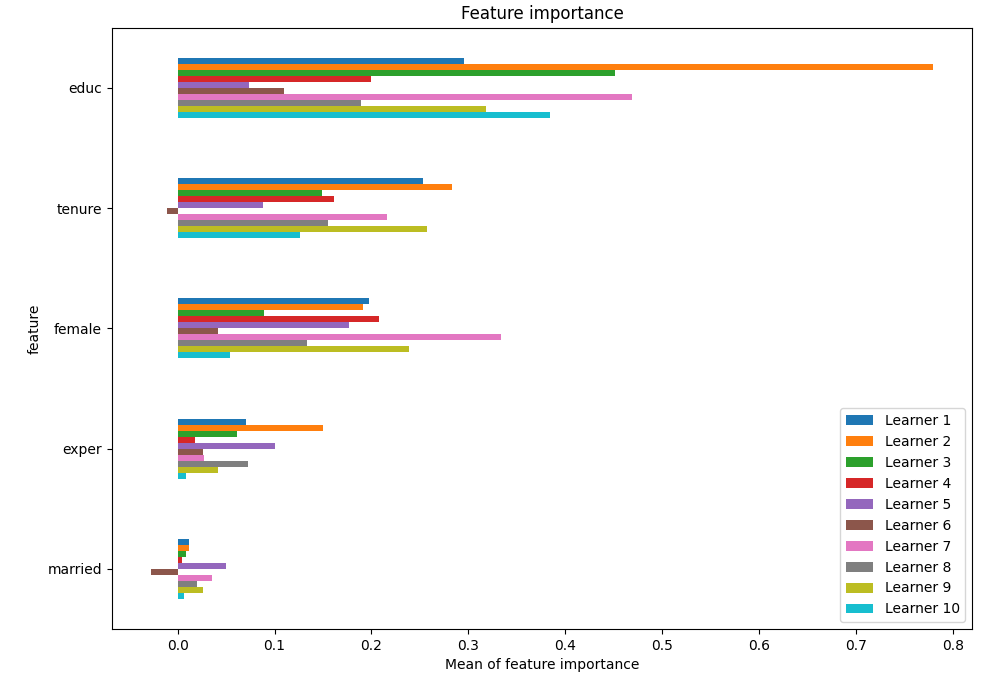 Feature importance
educ
tenure
female
exper
married
feature
0.0 0.1 0.2 0.3 0.4 0.5 0.6 0.7 0.8
Mean of feature importance
Learner 1
Learner 2
Learner 3
Learner 4
Learner 5
Learner 6
Learner 7
Learner 8
Learner 9
Learner 10